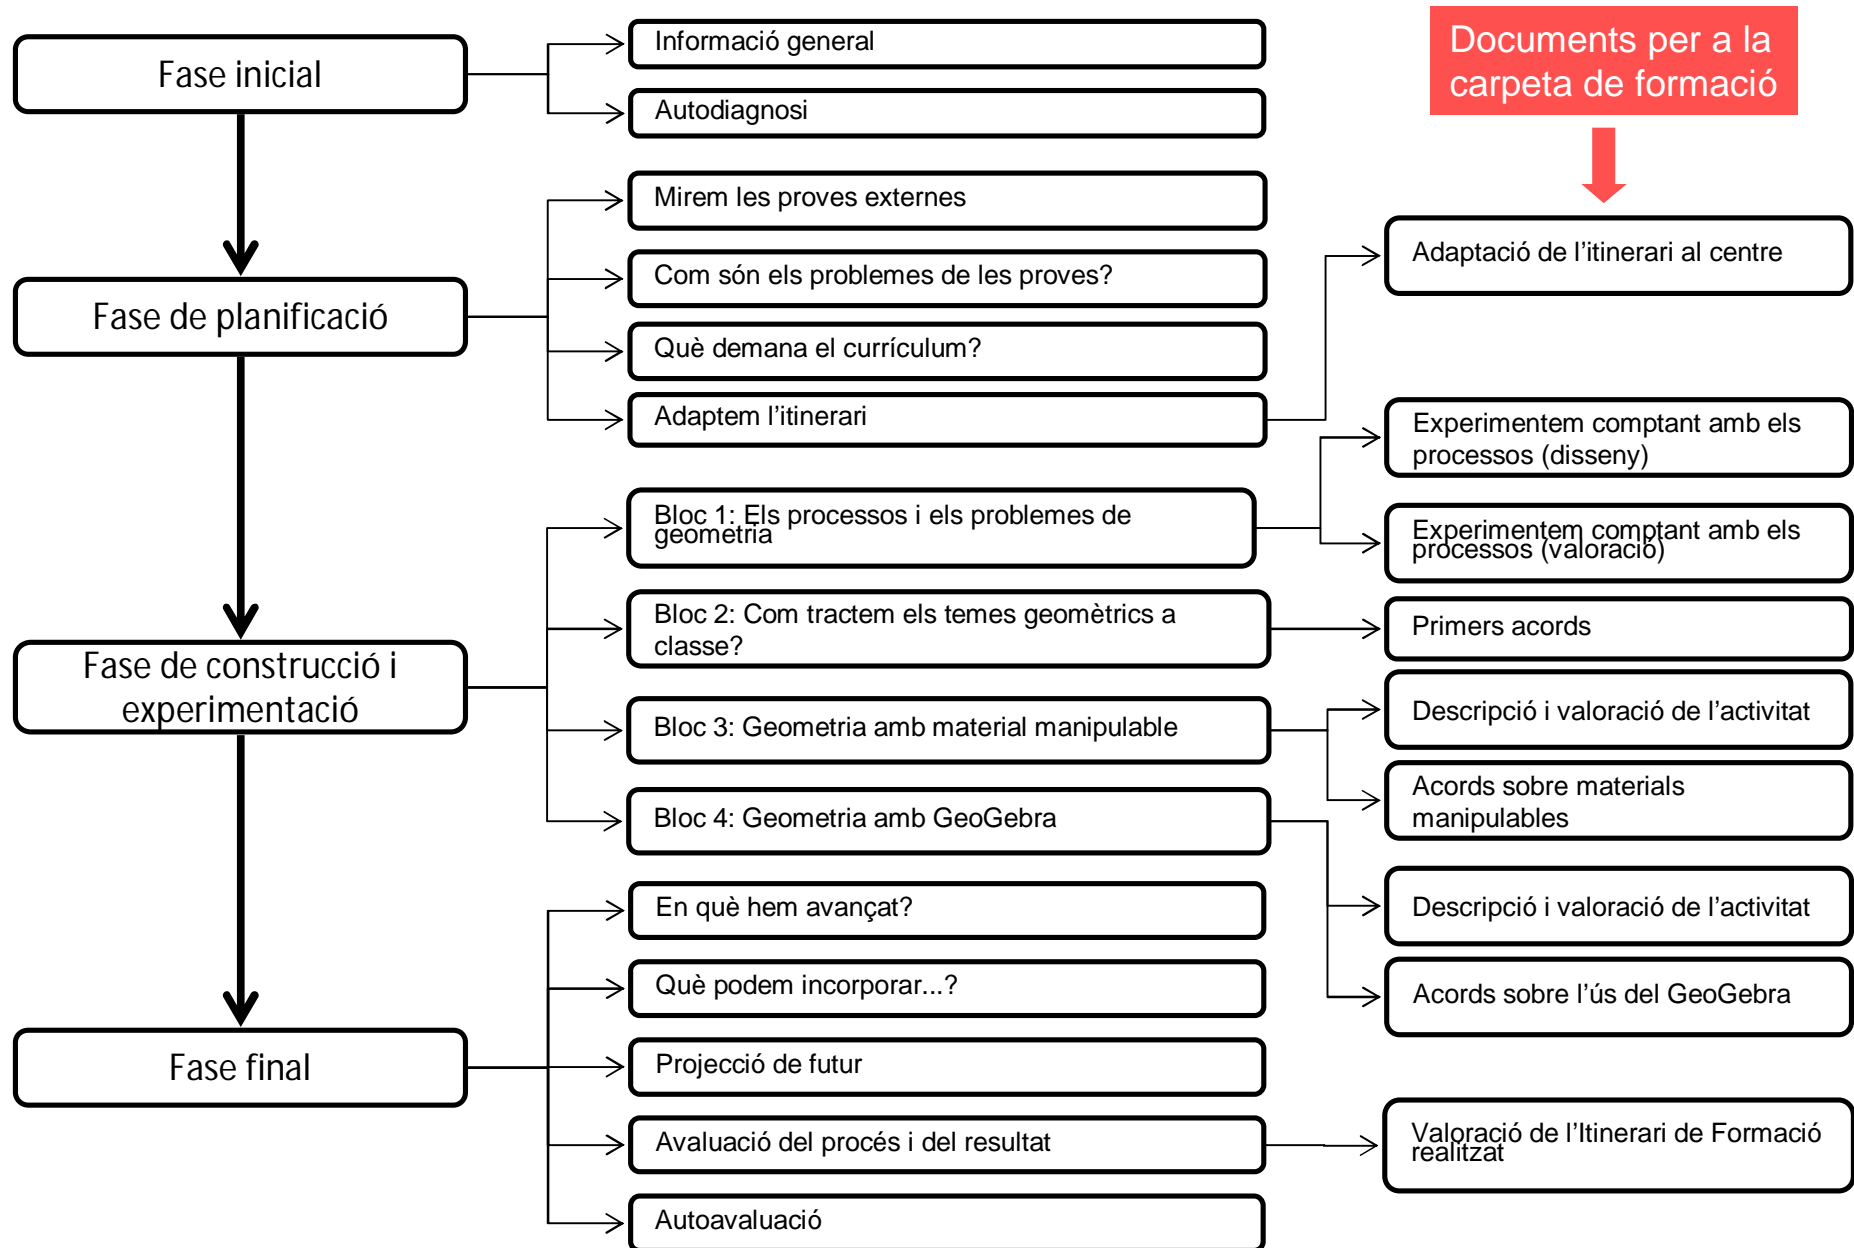 Documents per a la
carpeta de formació
Fase inicial
Informació general
Autodiagnosi
Fase de planificació
Mirem les proves externes
Com són els problemes de les proves?
Què demana el currículum?
Adaptem l’itinerari
Adaptació de l’itinerari al centre
Fase de construcció i
experimentació
Bloc 1: Els processos i els problemes de
geometria
Experimentem comptant amb els
processos (disseny)
Experimentem comptant amb els
processos (valoració)
Bloc 2: Com tractem els temes geomètrics a
classe?
Primers acords
Bloc 3: Geometria amb material manipulable
Descripció i valoració de l’activitat
Acords sobre materials
manipulables
Bloc 4: Geometria amb GeoGebra
Descripció i valoració de l’activitat
Acords sobre l’ús del GeoGebra
Fase final
En què hem avançat?
Què podem incorporar...?
Projecció de futur
Avaluació del procés i del resultat
Valoració de l’Itinerari de Formació
realitzat
Autoavaluació